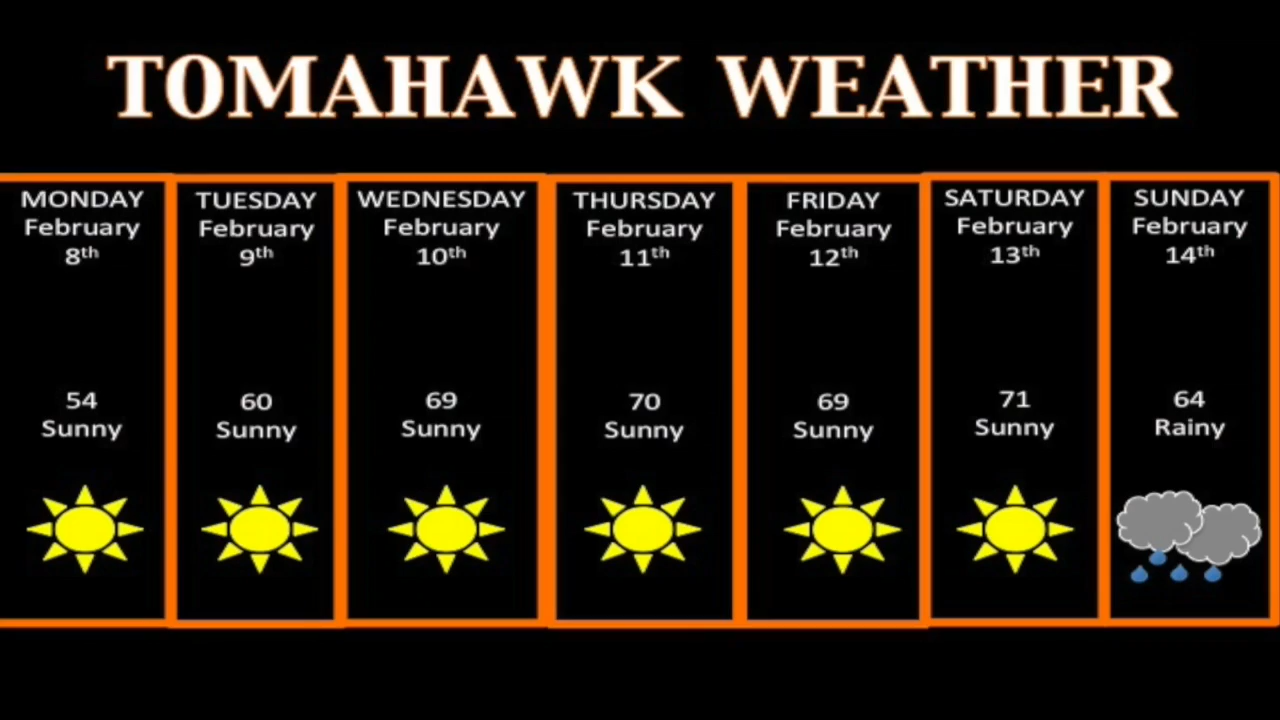 TOMAHAWK WEATHER
MONDAY
February
8th
54
Sunny
TUESDAY
February
9th
60
Sunny
WEDNESDAY
February
10th
69
Sunny
THURSDAY
February
11th
70
Sunny
FRIDAY
February
12th
69
Sunny
SATURDAY
February
13th
71
Sunny
SUNDAY
February
14th
64
Rainy